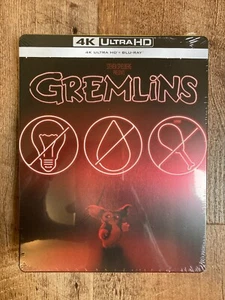 4K ULTRA HD
4K ULTRA HD + BLU-RAY
GREMLINS